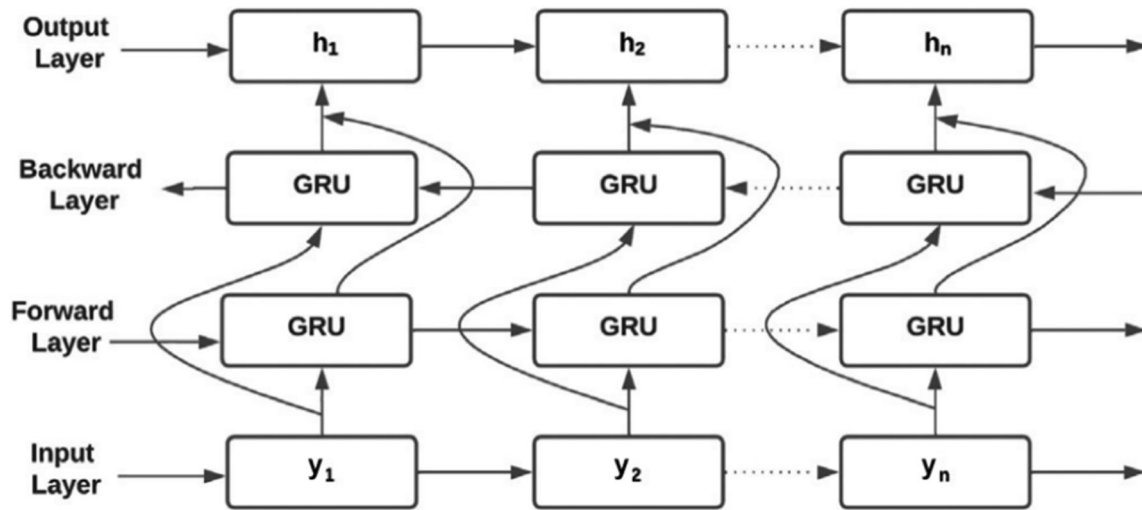 Output
Layer
h₁
h₂
hₙ
Backward
Layer
GRU
GRU
GRU
Forward
Layer
GRU
GRU
GRU
Input
Layer
y₁
y₂
yₙ